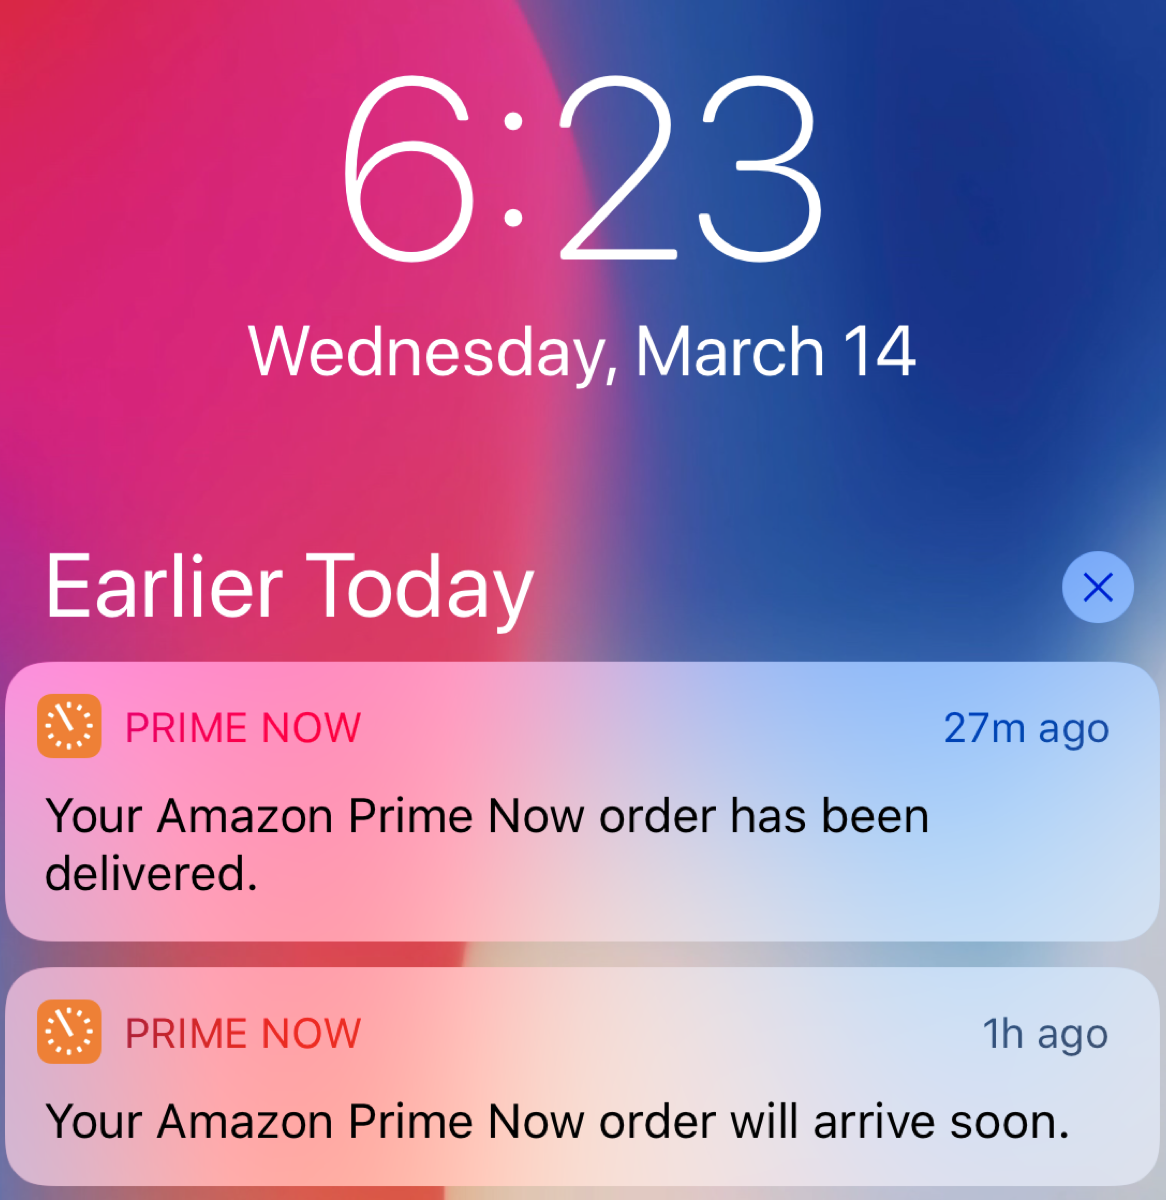 6:23
Wednesday, March 14
Earlier Today
PRIME NOW 27m ago
Your Amazon Prime Now order has been
delivered.
PRIME NOW 1h ago
Your Amazon Prime Now order will arrive soon.